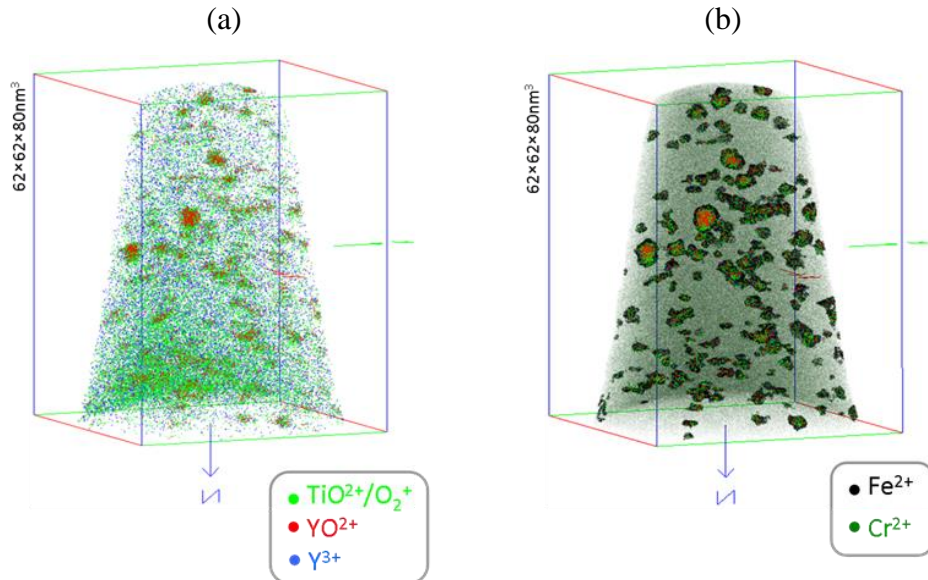 (a)
(b)
62×62×80nm³
62×62×80nm³
Z
Z
TiO²⁺/O₂⁺
YO²⁺
Y³⁺
Fe²⁺
Cr²⁺